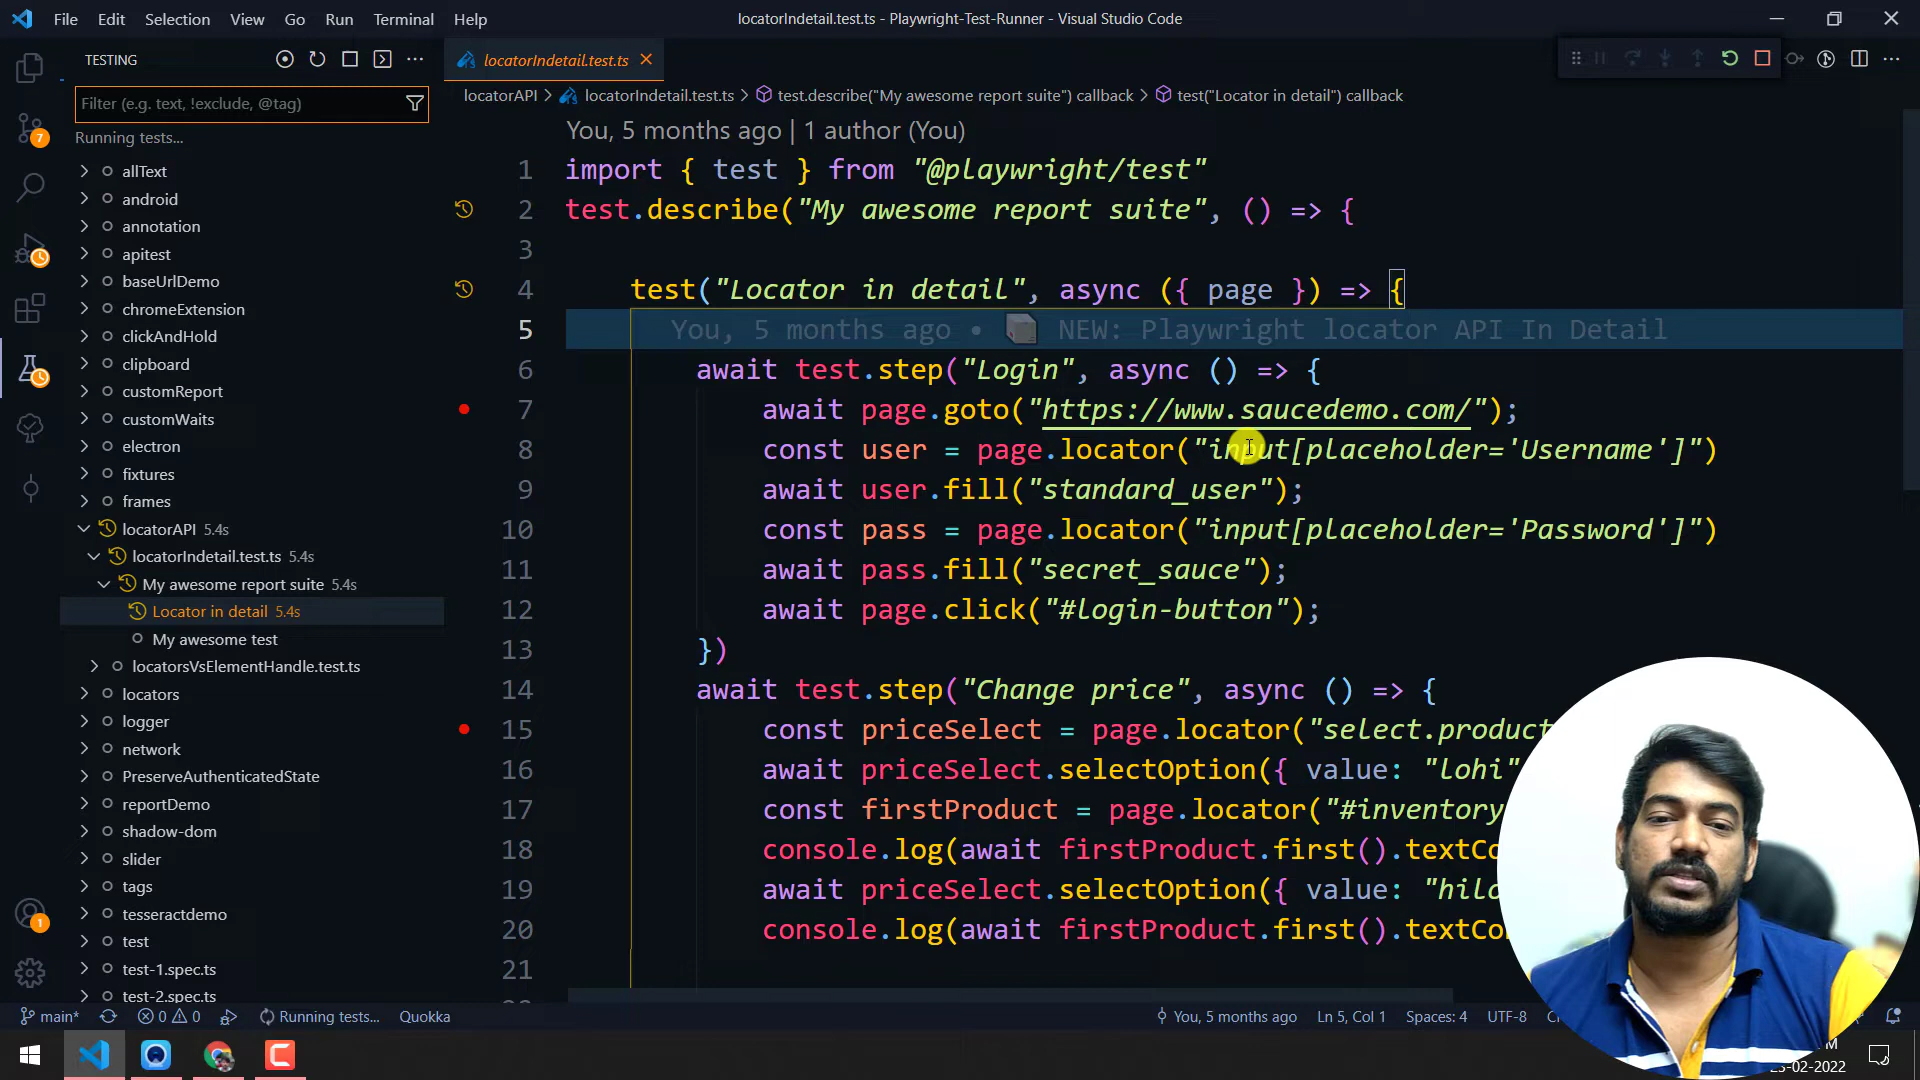 File Edit Selection View Go Run Terminal Help
locatorIndetail.test.ts - Playwright-Test-Runner - Visual Studio Code
TESTING
Filter (e.g. text, !exclude, @tag)
Running tests...
allText
android
annotation
apitest
baseUrlDemo
chromeExtension
clickAndHold
clipboard
customReport
customWaits
electron
fixtures
frames
locatorAPI 5.4s
locatorIndetail.test.ts 5.4s
My awesome report suite 5.4s
Locator in detail 5.4s
My awesome test
locatorsVsElementHandle.test.ts
locators
logger
network
PreserveAuthenticatedState
reportDemo
shadow-dom
slider
tags
tesseractdemo
test
test-1.spec.ts
test-2.spec.ts
7
1
locatorIndetail.test.ts
locatorAPI > locatorIndetail.test.ts > test.describe("My awesome report suite") callback > test("Locator in detail") callback
You, 5 months ago | 1 author (You)
1 import { test } from "@playwright/test"
2 test.describe("My awesome report suite", () => {
3
4 test("Locator in detail", async ({ page }) => {
5 You, 5 months ago • NEW: Playwright locator API In Detail
6 await test.step("Login", async () => {
7 await page.goto("https://www.saucedemo.com/");
8 const user = page.locator("input[placeholder='Username']")
9 await user.fill("standard_user");
10 const pass = page.locator("input[placeholder='Password']")
11 await pass.fill("secret_sauce");
12 await page.click("#login-button");
13 })
14 await test.step("Change price", async () => {
15 const priceSelect = page.locator("select.product
16 await priceSelect.selectOption({ value: "lohi"
17 const firstProduct = page.locator("#inventory
18 console.log(await firstProduct.first().textCo
19 await priceSelect.selectOption({ value: "hilo
20 console.log(await firstProduct.first().textCo
21
main* 0 0 Running tests... Quokka
You, 5 months ago Ln 5, Col 1 Spaces: 4 UTF-8
-02-2022